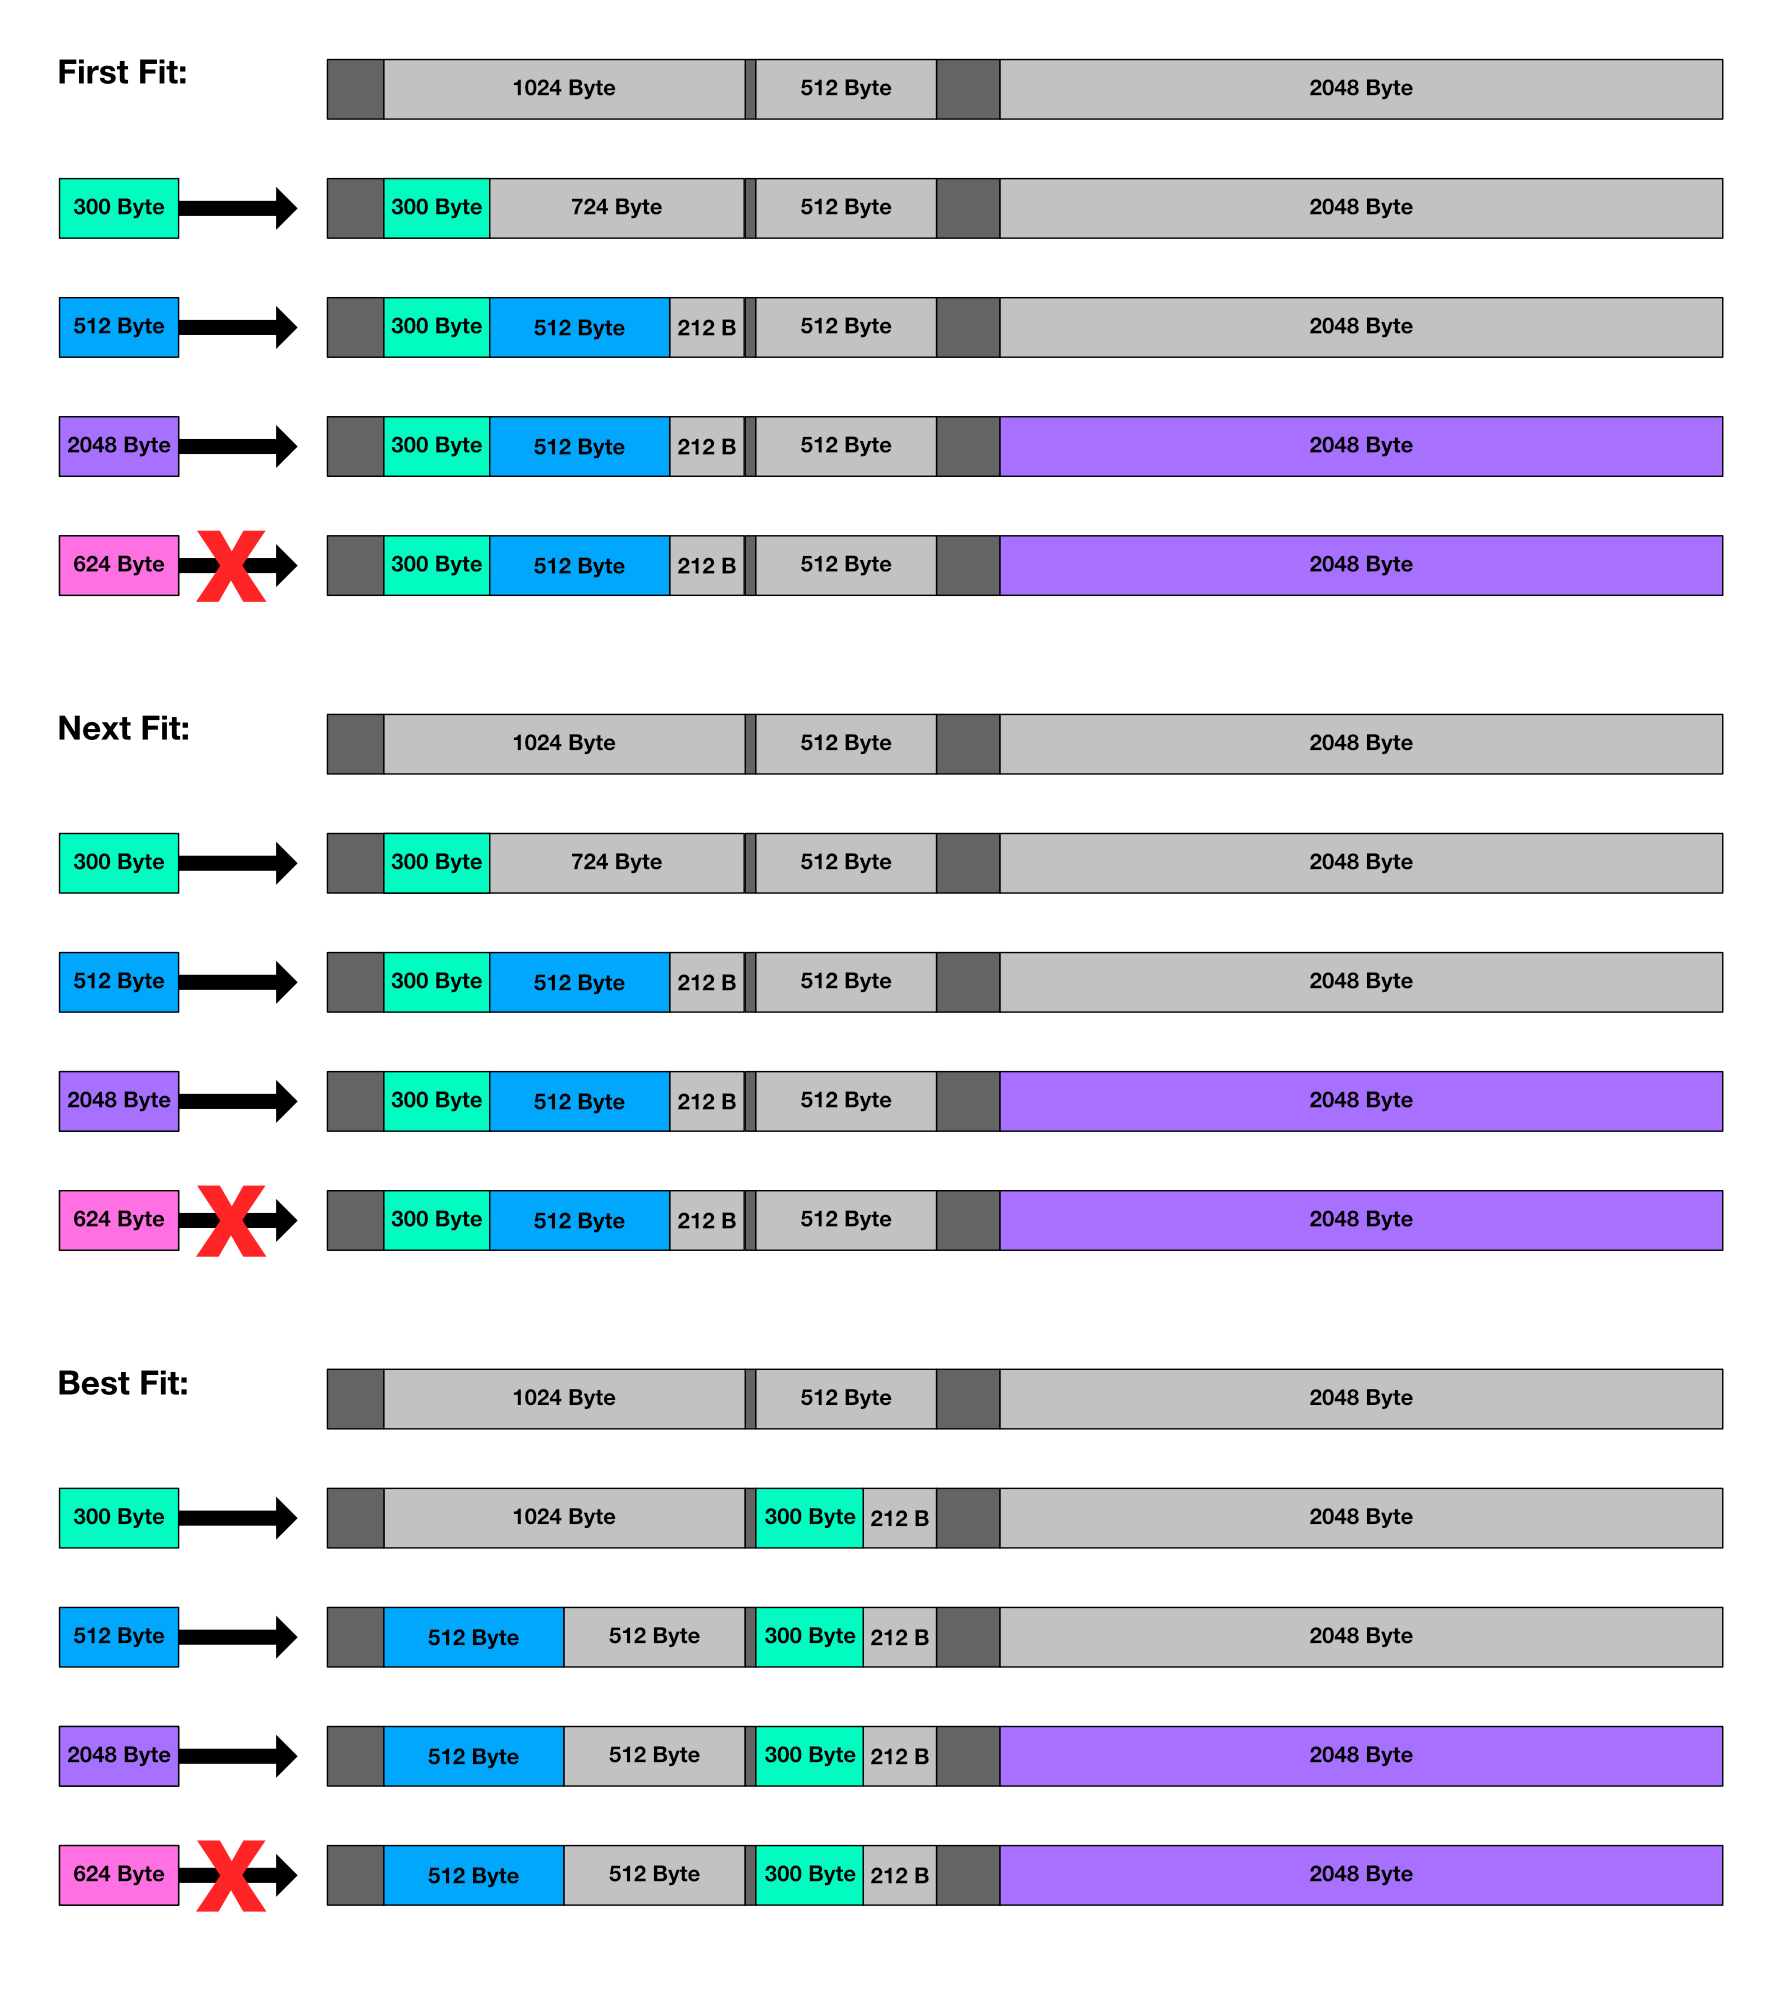 First Fit:
1024 Byte 512 Byte 2048 Byte
300 Byte 300 Byte 724 Byte 512 Byte 2048 Byte
512 Byte 300 Byte 512 Byte 212 B 512 Byte 2048 Byte
2048 Byte 300 Byte 512 Byte 212 B 512 Byte 2048 Byte
624 Byte X 300 Byte 512 Byte 212 B 512 Byte 2048 Byte
Next Fit:
1024 Byte 512 Byte 2048 Byte
300 Byte 300 Byte 724 Byte 512 Byte 2048 Byte
512 Byte 300 Byte 512 Byte 212 B 512 Byte 2048 Byte
2048 Byte 300 Byte 512 Byte 212 B 512 Byte 2048 Byte
624 Byte X 300 Byte 512 Byte 212 B 512 Byte 2048 Byte
Best Fit:
1024 Byte 512 Byte 2048 Byte
300 Byte 1024 Byte 300 Byte 212 B 2048 Byte
512 Byte 512 Byte 512 Byte 300 Byte 212 B 2048 Byte
2048 Byte 512 Byte 512 Byte 300 Byte 212 B 2048 Byte
624 Byte X 512 Byte 512 Byte 300 Byte 212 B 2048 Byte